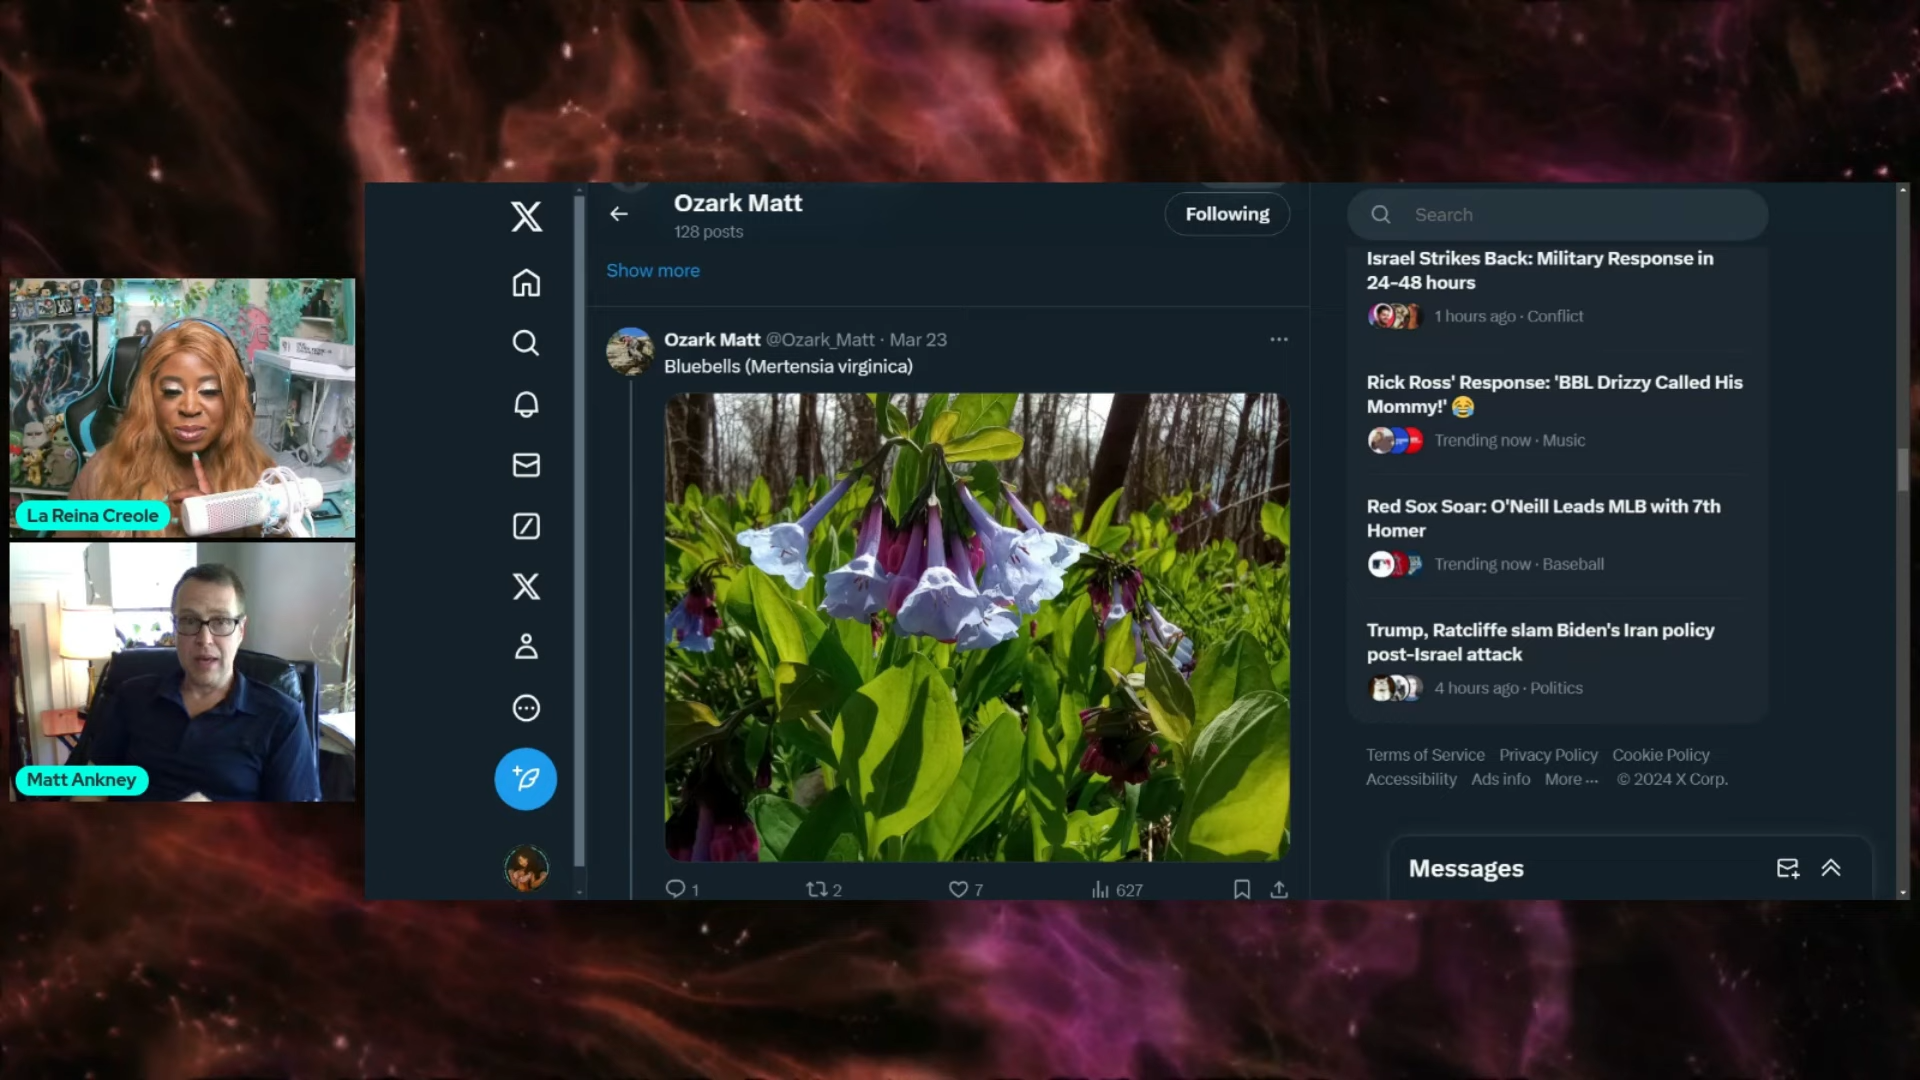 La Reina Creole
Matt Ankney
Ozark Matt
128 posts
Following
Show more
Ozark Matt @Ozark_Matt · Mar 23
Bluebells (Mertensia virginica)
1
2
7
627
Search
Israel Strikes Back: Military Response in
24-48 hours
1 hours ago · Conflict
Rick Ross' Response: 'BBL Drizzy Called His
Mommy!' 😂
Trending now · Music
Red Sox Soar: O'Neill Leads MLB with 7th
Homer
Trending now · Baseball
Trump, Ratcliffe slam Biden's Iran policy
post-Israel attack
4 hours ago · Politics
Terms of Service Privacy Policy Cookie Policy
Accessibility Ads info More ··· © 2024 X Corp.
Messages